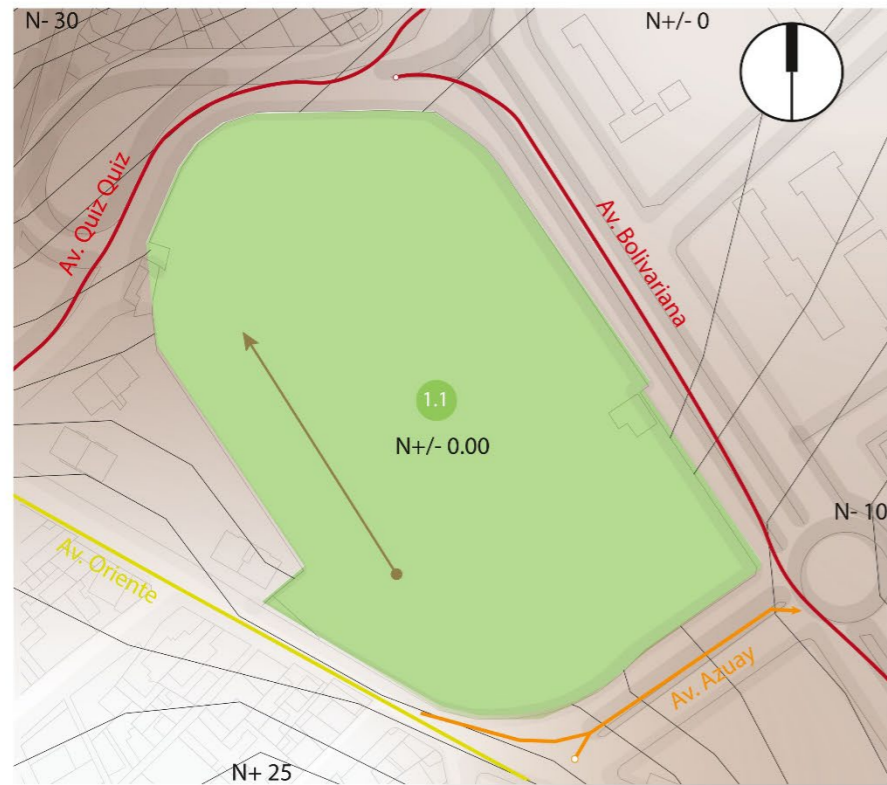 N- 30
N+/- 0
Av. Quiz Quiz
Av. Bolivariana
1.1
N+/- 0.00
N- 10
Av. Oriente
Av. Azuay
N+ 25